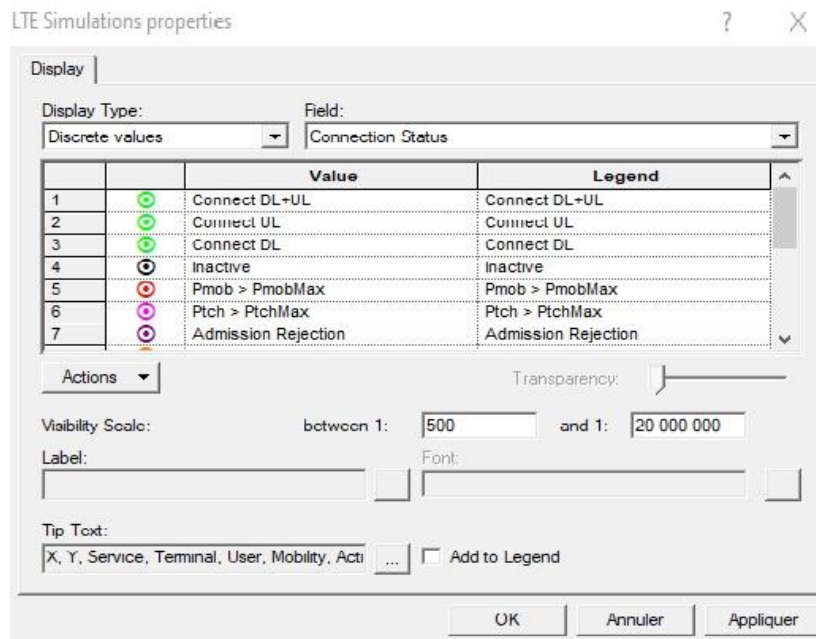 LTE Simulations properties
Display
Display Type: Field:
Discrete values Connection Status
Value Legend
1 Connect DL+UL Connect DL+UL
2 Connect UL Connect UL
3 Connect DL Connect DL
4 Inactive Inactive
5 Pmob > PmobMax Pmob > PmobMax
6 Ptch > PtchMax Ptch > PtchMax
7 Admission Rejection Admission Rejection
Actions Transparency:
Visibility Scale: between 1: 500 and 1: 20 000 000
Label: Font:
Tip Text:
X, Y, Service, Terminal, User, Mobility, Acti ... Add to Legend
OK Annuler Appliquer